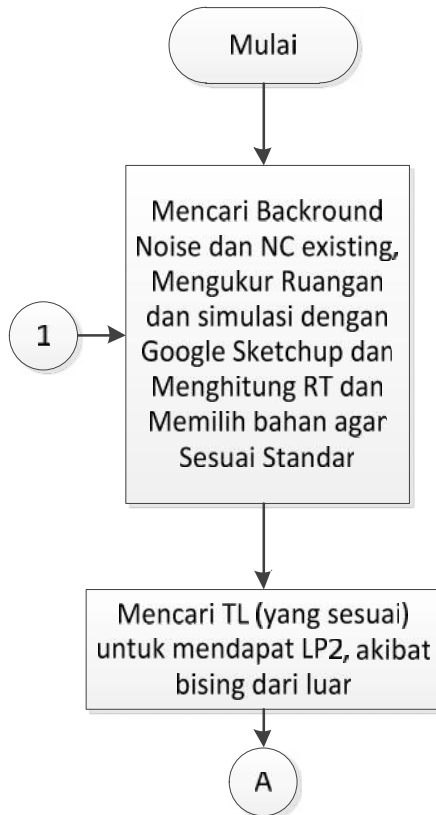 Mulai
Mencari Backround
Noise dan NC existing,
Mengukur Ruangan
dan simulasi dengan
Google Sketchup dan
Menghitung RT dan
Memilih bahan agar
Sesuai Standar
1
Mencari TL (yang sesuai)
untuk mendapat LP2, akibat
bising dari luar
A